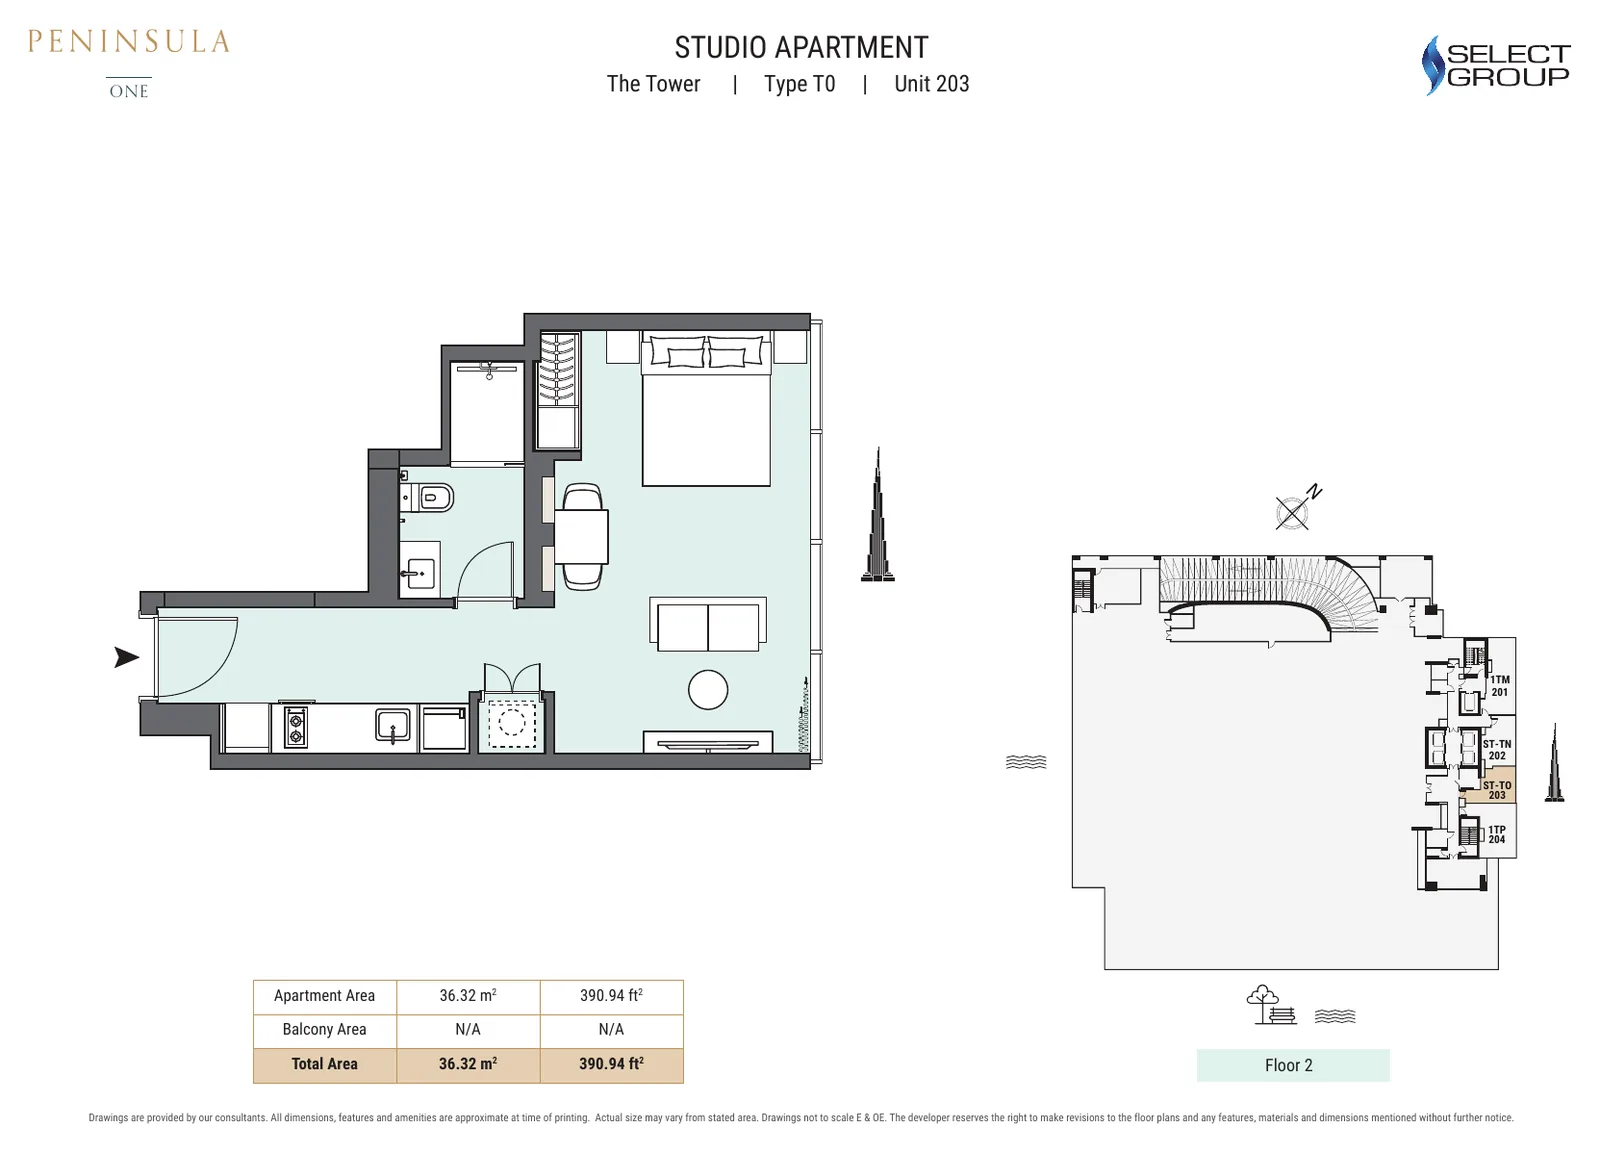 PENINSULA
ONE
STUDIO APARTMENT
The Tower | Type T0 | Unit 203
SELECT
GROUP
N
1TM
201
ST-TN
202
ST-TO
203
1TP
204
Apartment Area 36.32 m² 390.94 ft²
Balcony Area N/A N/A
Total Area 36.32 m² 390.94 ft²
Floor 2
Drawings are provided by our consultants. All dimensions, features and amenities are approximate at time of printing. Actual size may vary from stated area. Drawings not to scale E & OE. The developer reserves the right to make revisions to the floor plans and any features, materials and dimensions mentioned without further notice.